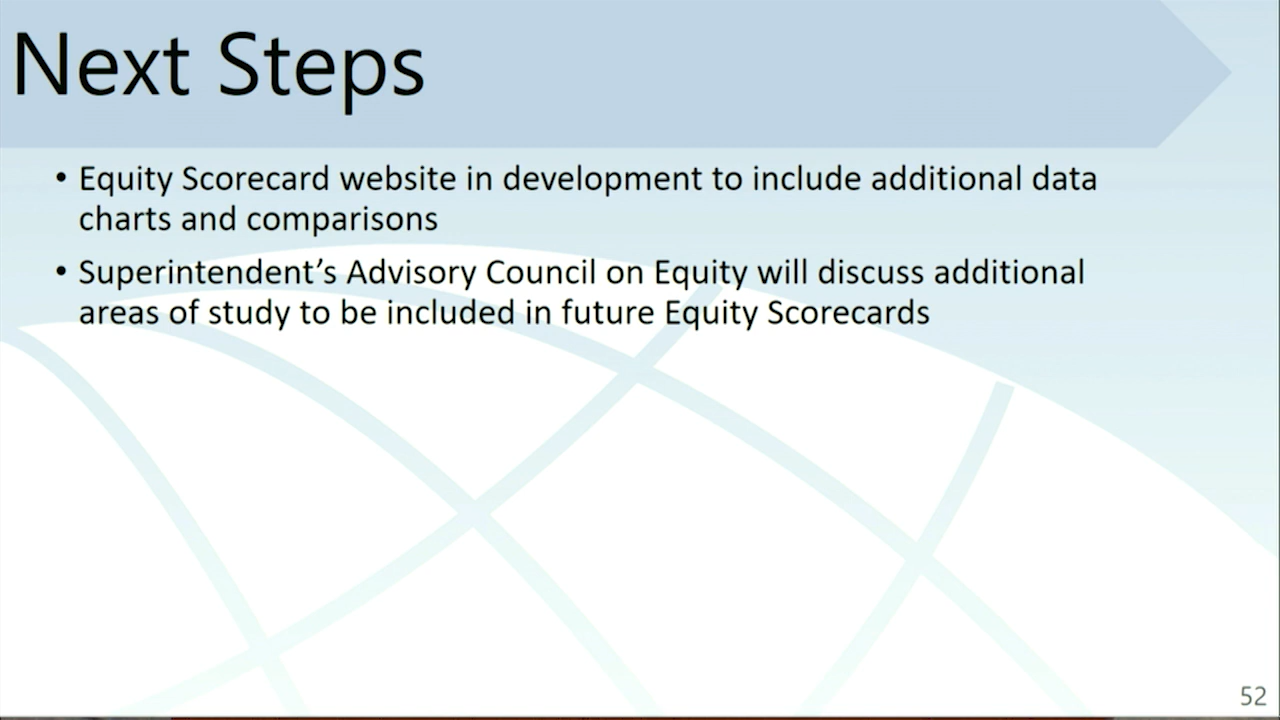 Next Steps
• Equity Scorecard website in development to include additional data
charts and comparisons
• Superintendent’s Advisory Council on Equity will discuss additional
areas of study to be included in future Equity Scorecards
52